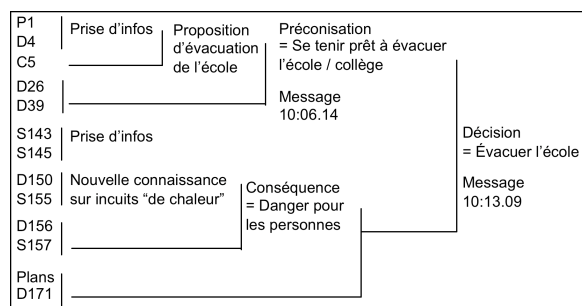 P1
D4
Prise d'infos
C5
Proposition
d'évacuation
de l'école
D26
D39
Préconisation
= Se tenir prêt à évacuer
l'école / collège
Message
10:06.14
S143
S145
Prise d'infos
D150
S155
Nouvelle connaissance
sur incuits "de chaleur"
D156
S157
Conséquence
= Danger pour
les personnes
Plans
D171
Décision
= Évacuer l'école
Message
10:13.09